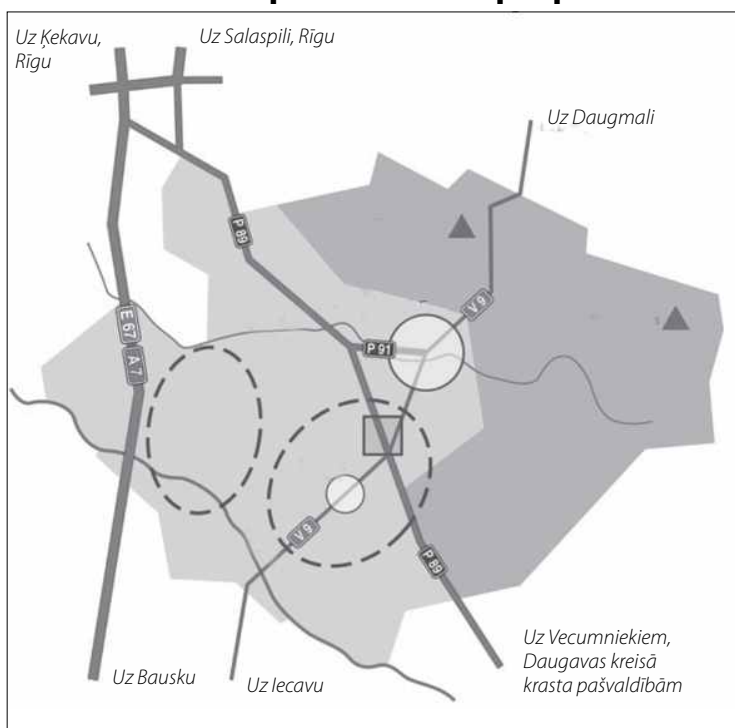 Uz Ķekavu,
Rīgu
Uz Salaspili, Rīgu
Uz Daugmali
P 89
V 9
E 67
A 7
P 91
V 9
P 89
Uz Bausku
Uz Iecavu
Uz Vecumniekiem,
Daugavas kreisā
krasta pašvaldībām